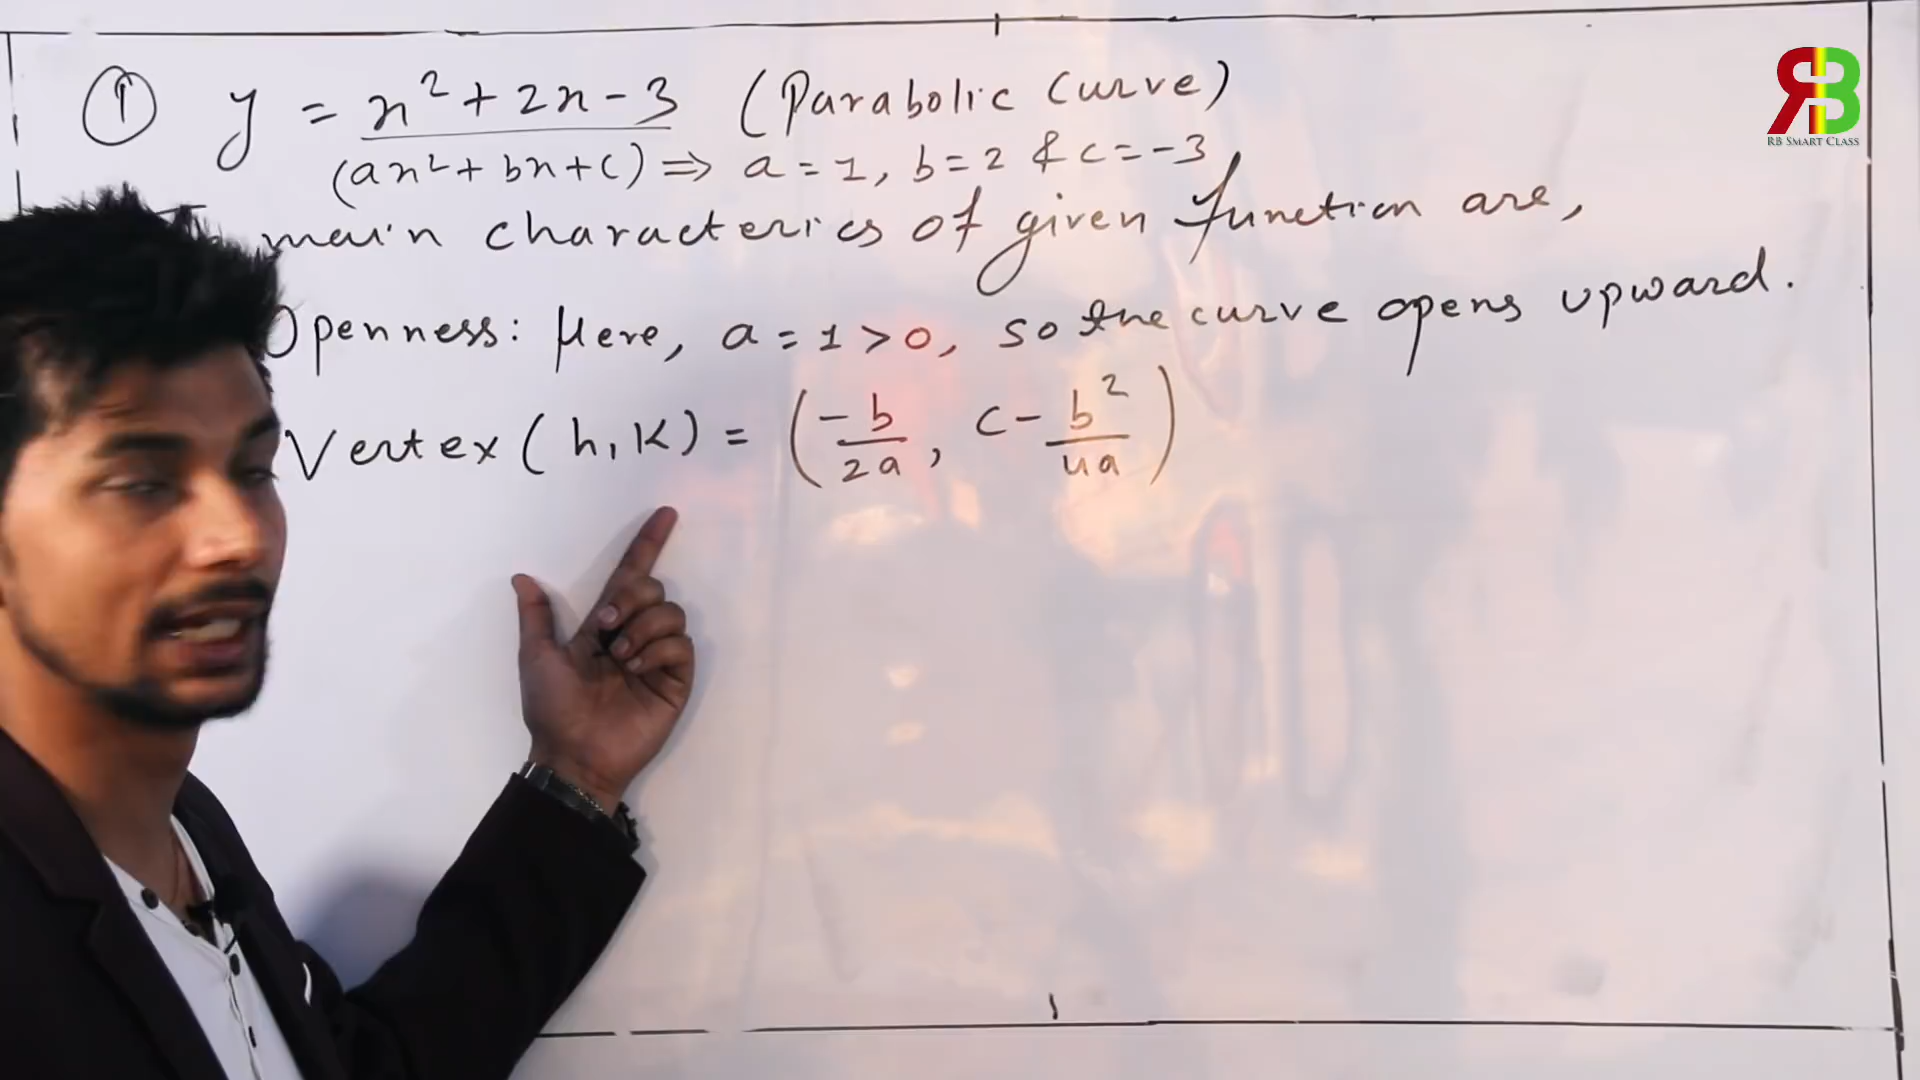 ① y = x² + 2x - 3 (Parabolic Curve)
(ax² + bx + c) => a = 1, b = 2 & c = -3,
main characterics of given function are,
Openness: Here, a = 1 > 0, so the curve opens upward.
Vertex (h, k) = (-b/2a, c - b²/4a)
RB
RB SMART CLASS